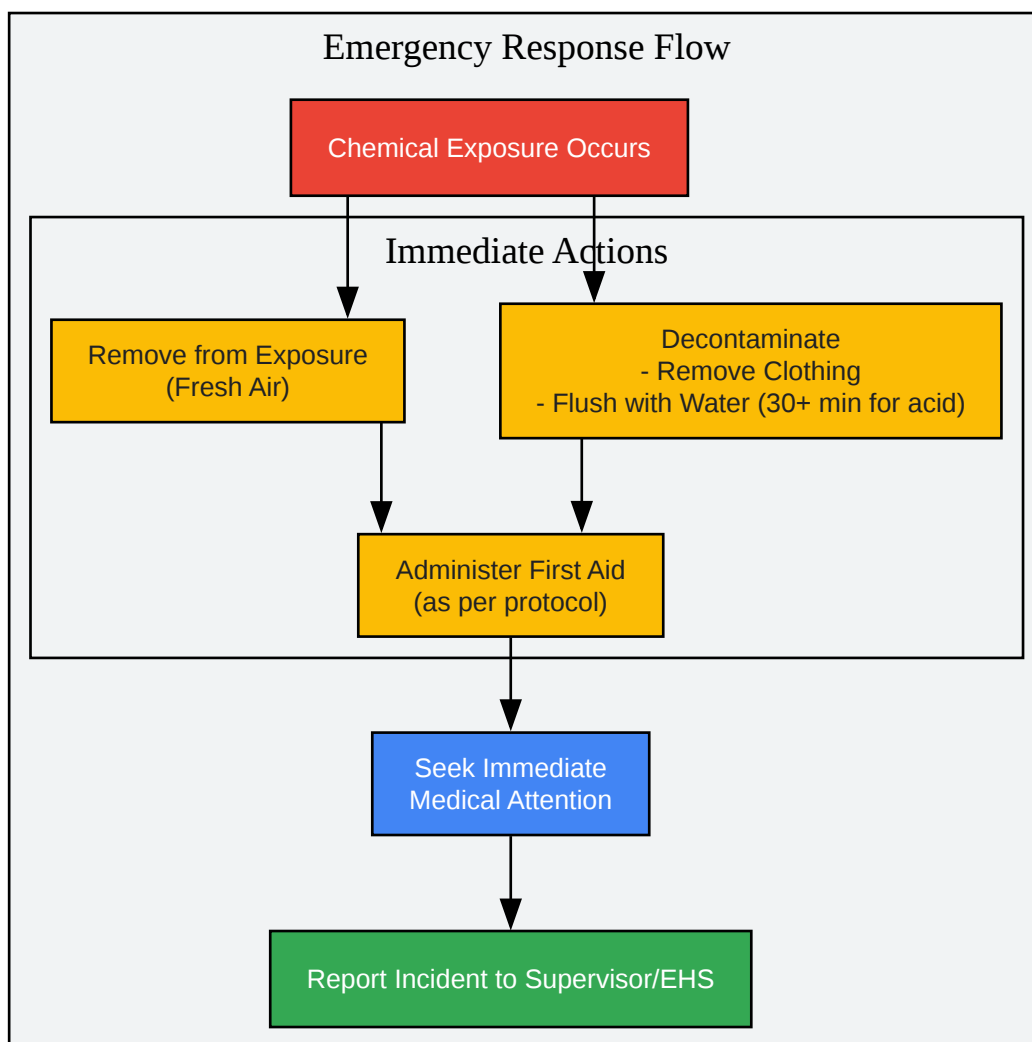 Emergency Response Flow
Chemical Exposure Occurs
Immediate Actions
Remove from Exposure
(Fresh Air)
Decontaminate
- Remove Clothing
- Flush with Water (30+ min for acid)
Administer First Aid
(as per protocol)
Seek Immediate
Medical Attention
Report Incident to Supervisor/EHS